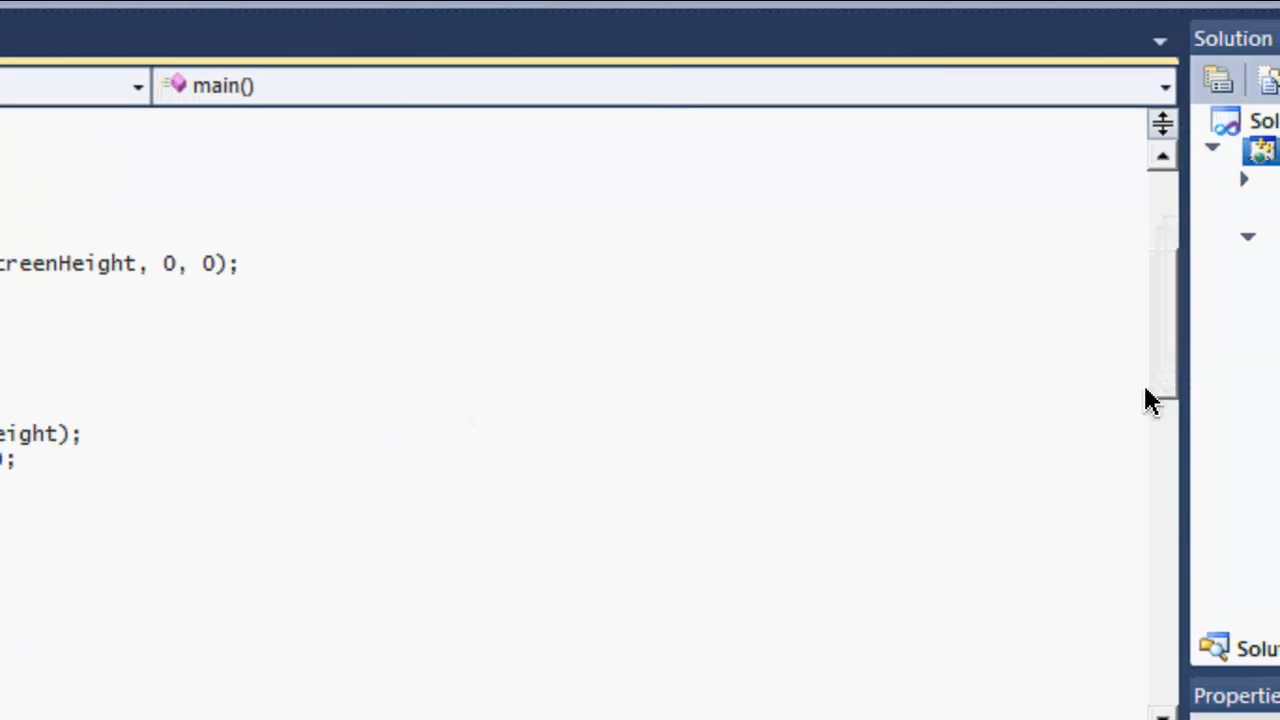 Solution
main()
Sol
creenHeight, 0, 0);
eight);
);
Solu
Propertie